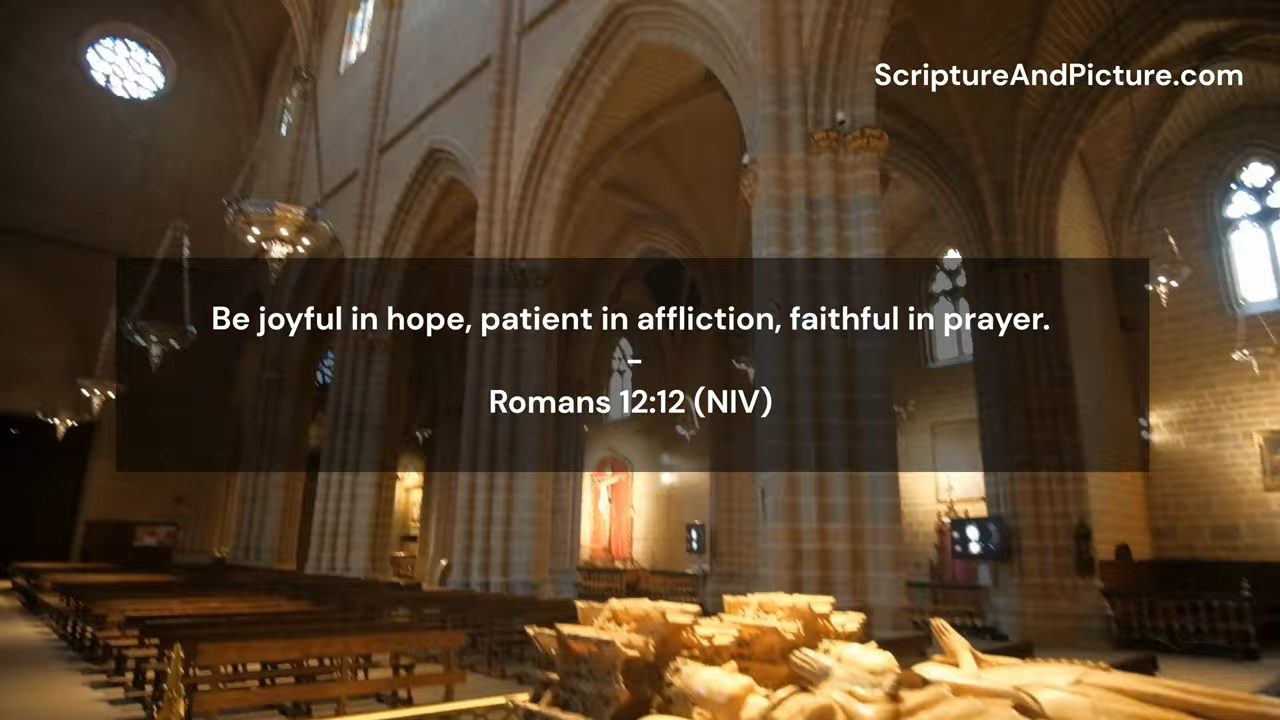 ScriptureAndPicture.com
Be joyful in hope, patient in affliction, faithful in prayer.
-
Romans 12:12 (NIV)